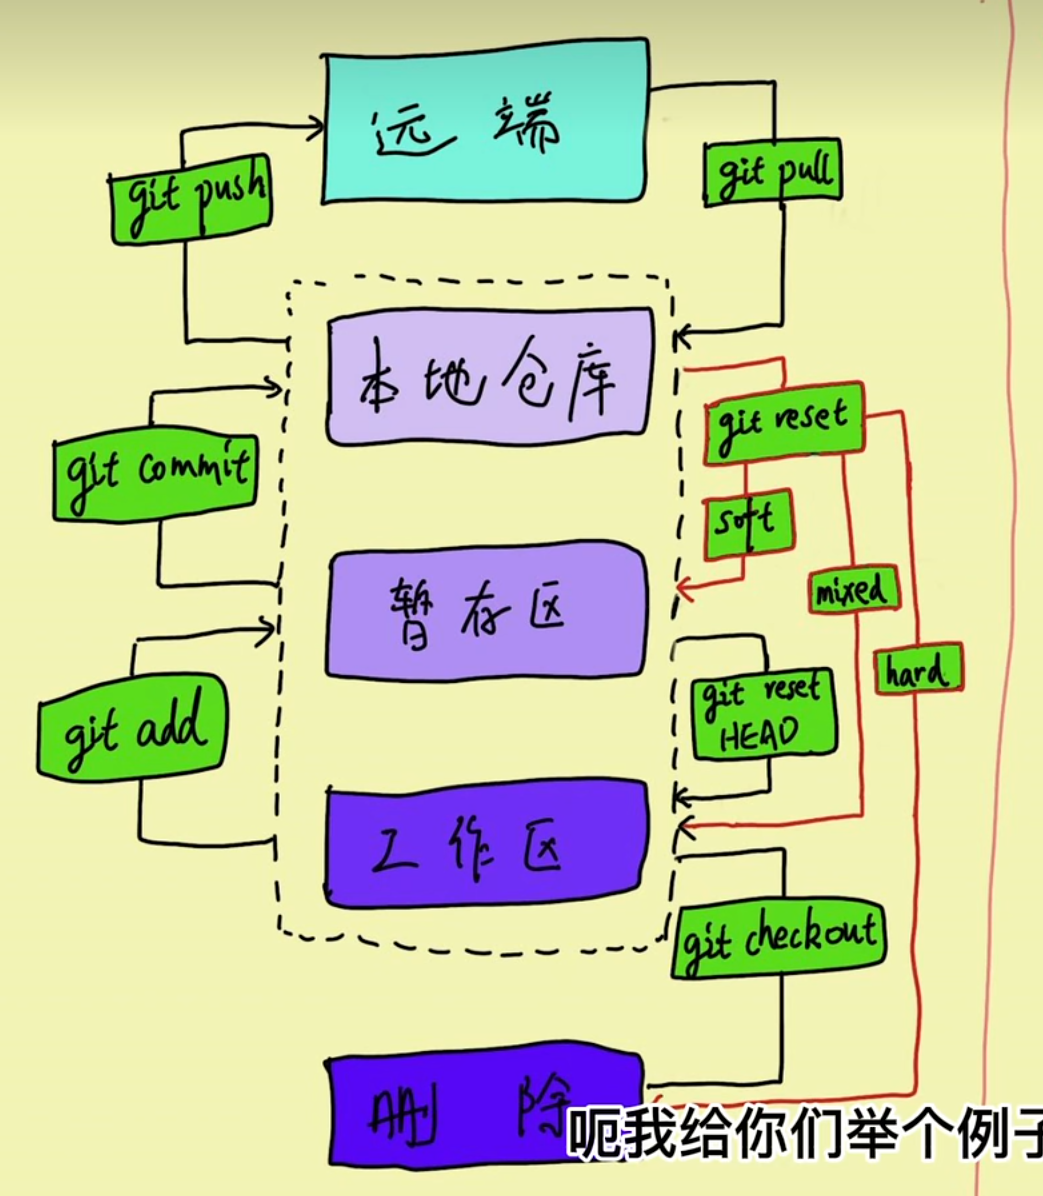 远端
git push
git pull
本地仓库
git reset
git commit
soft
暂存区
mixed
git reset
HEAD
hard
git add
工作区
git checkout
删除
呃我给你们举个例子